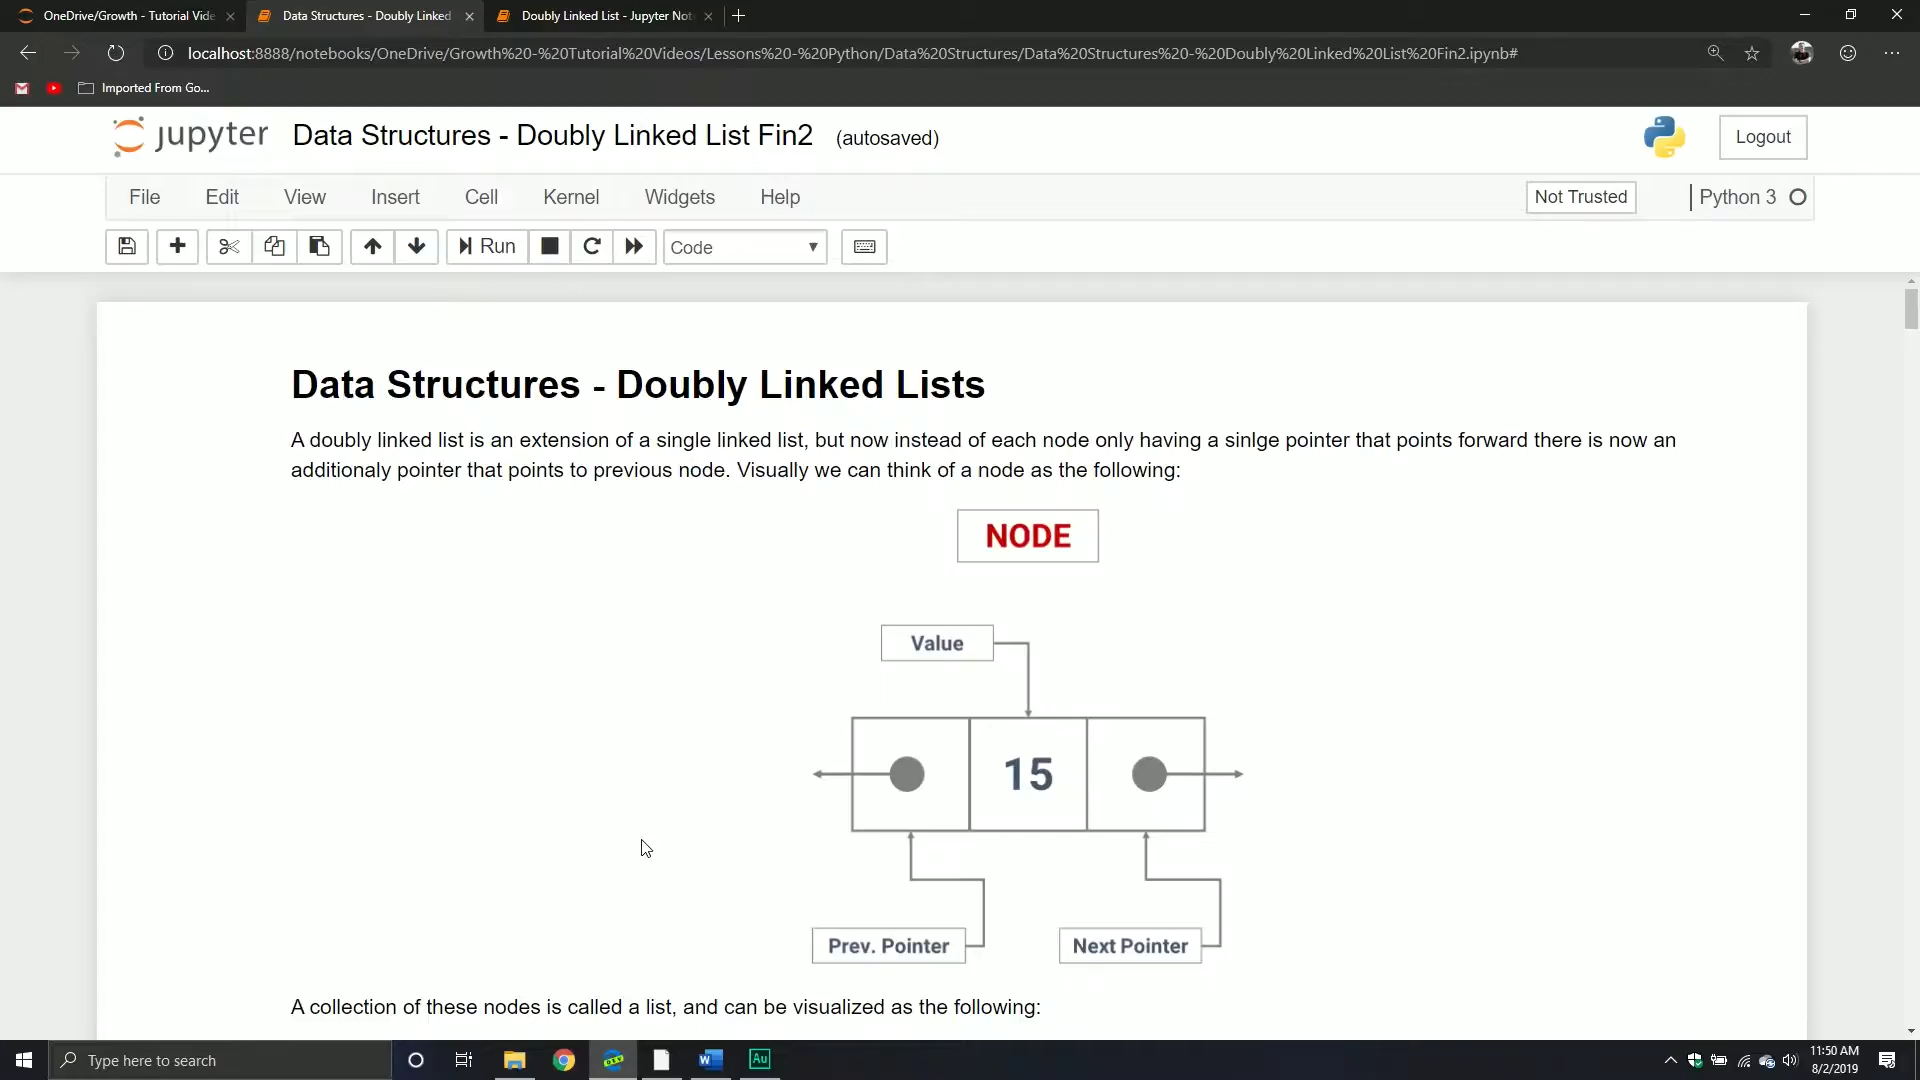 OneDrive/Growth - Tutorial Vide
Data Structures - Doubly Linked
Doubly Linked List - Jupyter Not
localhost:8888/notebooks/OneDrive/Growth%20-%20Tutorial%20Videos/Lessons%20-%20Python/Data%20Structures/Data%20Structures%20-%20Doubly%20Linked%20List%20Fin2.ipynb#
Imported From Go...
jupyter Data Structures - Doubly Linked List Fin2 (autosaved)
Logout
File Edit View Insert Cell Kernel Widgets Help
Not Trusted
Python 3
Run
Code
Data Structures - Doubly Linked Lists
A doubly linked list is an extension of a single linked list, but now instead of each node only having a sinlge pointer that points forward there is now an
additionaly pointer that points to previous node. Visually we can think of a node as the following:
NODE
Value
15
Prev. Pointer
Next Pointer
A collection of these nodes is called a list, and can be visualized as the following:
Type here to search
DEV
Au
11:50 AM
8/2/2019